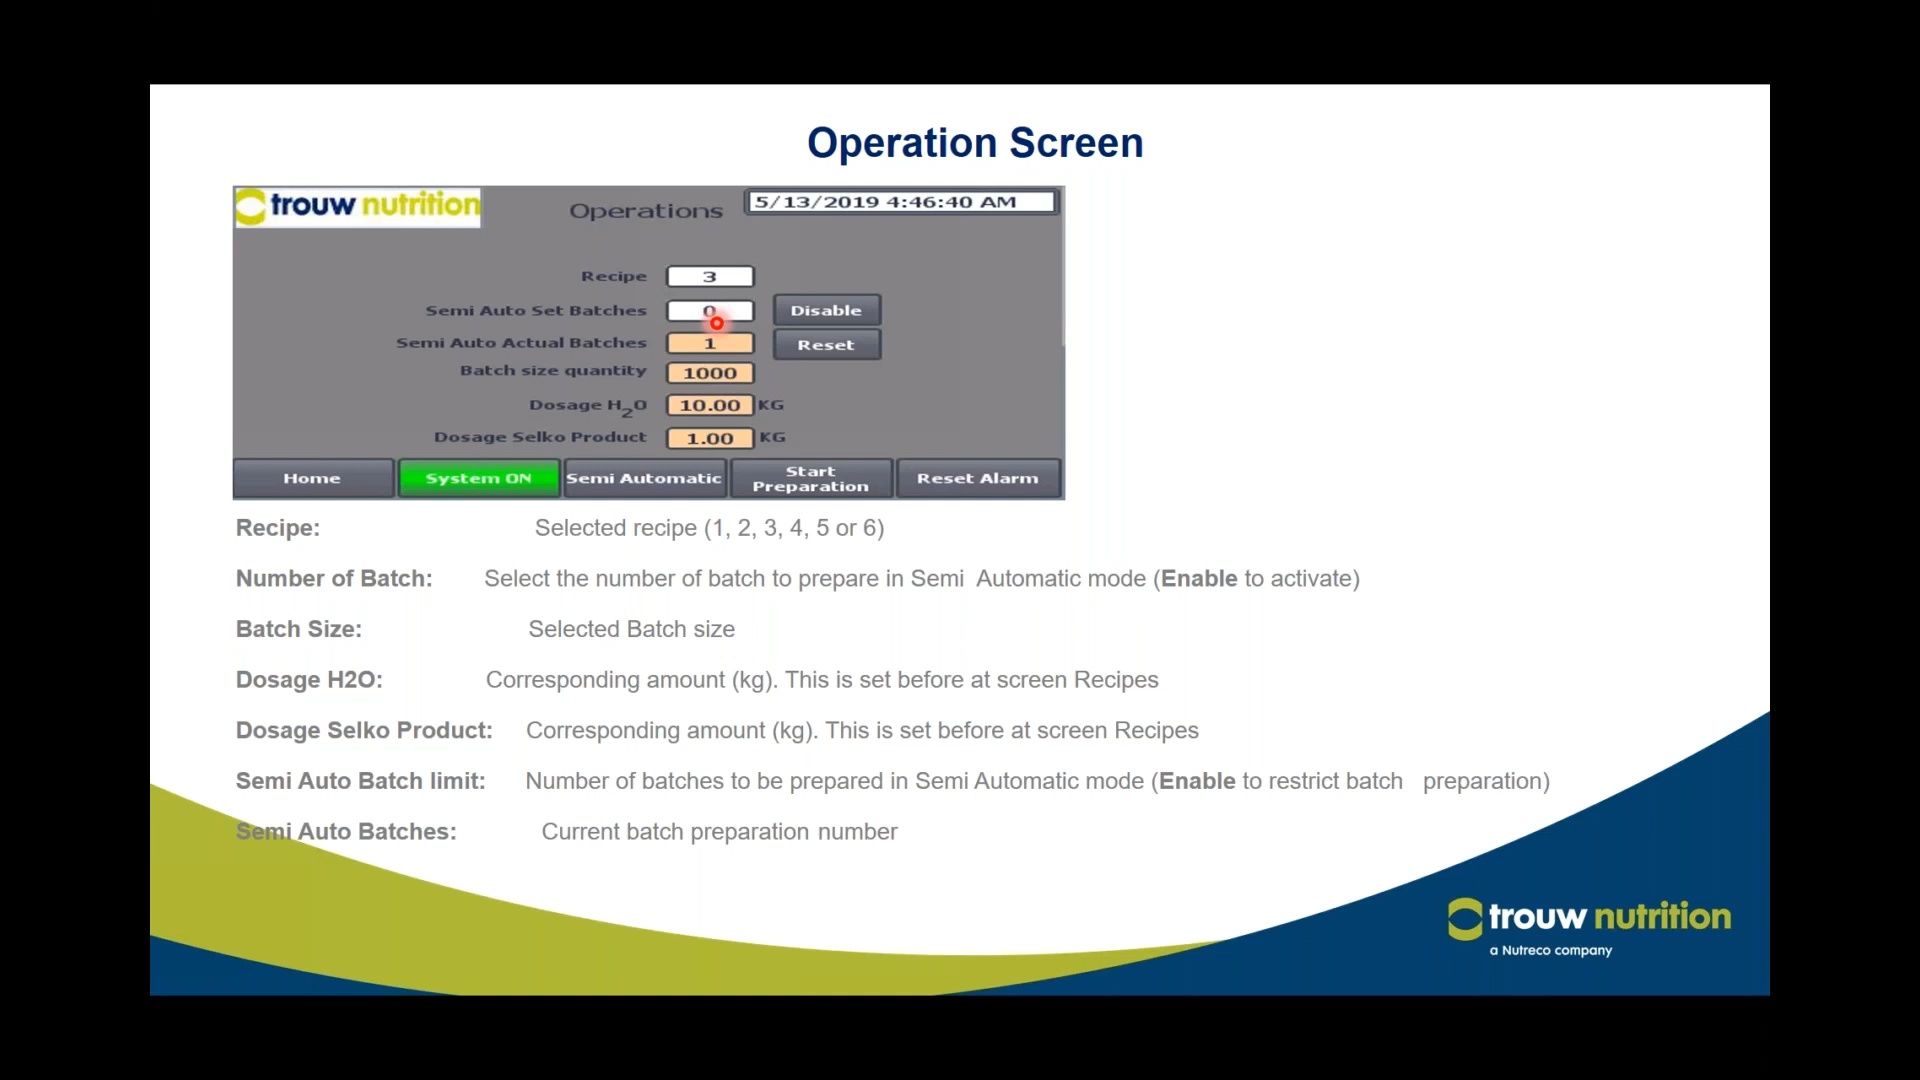 Operation Screen
trouw nutrition
Operations
5/13/2019 4:46:40 AM
Recipe 3
Semi Auto Set Batches 0 Disable
Semi Auto Actual Batches 1 Reset
Batch size quantity 1000
Dosage H2O 10.00 KG
Dosage Selko Product 1.00 KG
Home System ON Semi Automatic Start Preparation Reset Alarm
Recipe: Selected recipe (1, 2, 3, 4, 5 or 6)
Number of Batch: Select the number of batch to prepare in Semi Automatic mode (Enable to activate)
Batch Size: Selected Batch size
Dosage H2O: Corresponding amount (kg). This is set before at screen Recipes
Dosage Selko Product: Corresponding amount (kg). This is set before at screen Recipes
Semi Auto Batch limit: Number of batches to be prepared in Semi Automatic mode (Enable to restrict batch preparation)
Semi Auto Batches: Current batch preparation number
trouw nutrition
a Nutreco company